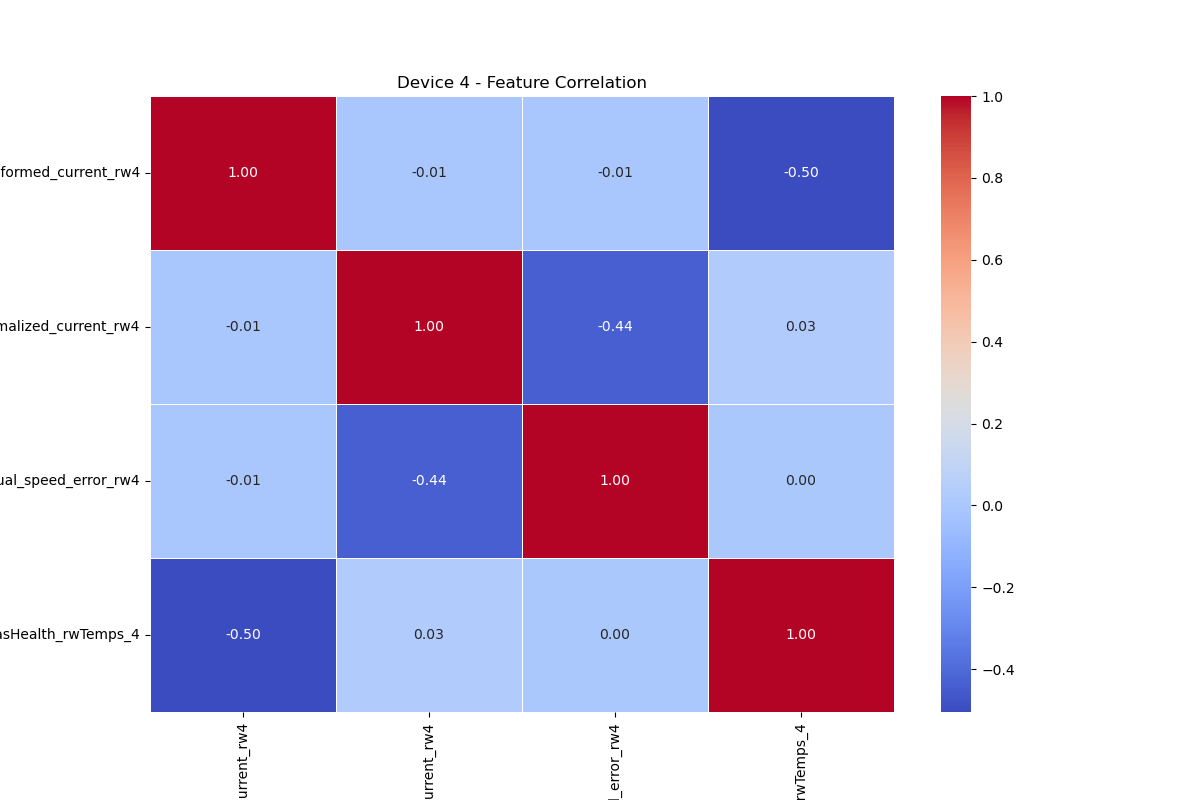 Device 4 - Feature Correlation
formed_current_rw4
1.00
-0.01
-0.01
-0.50
malized_current_rw4
-0.01
1.00
-0.44
0.03
ual_speed_error_rw4
-0.01
-0.44
1.00
0.00
asHealth_rwTemps_4
-0.50
0.03
0.00
1.00
urrent_rw4
urrent_rw4
l_error_rw4
rwTemps_4
1.0
0.8
0.6
0.4
0.2
0.0
−0.2
−0.4